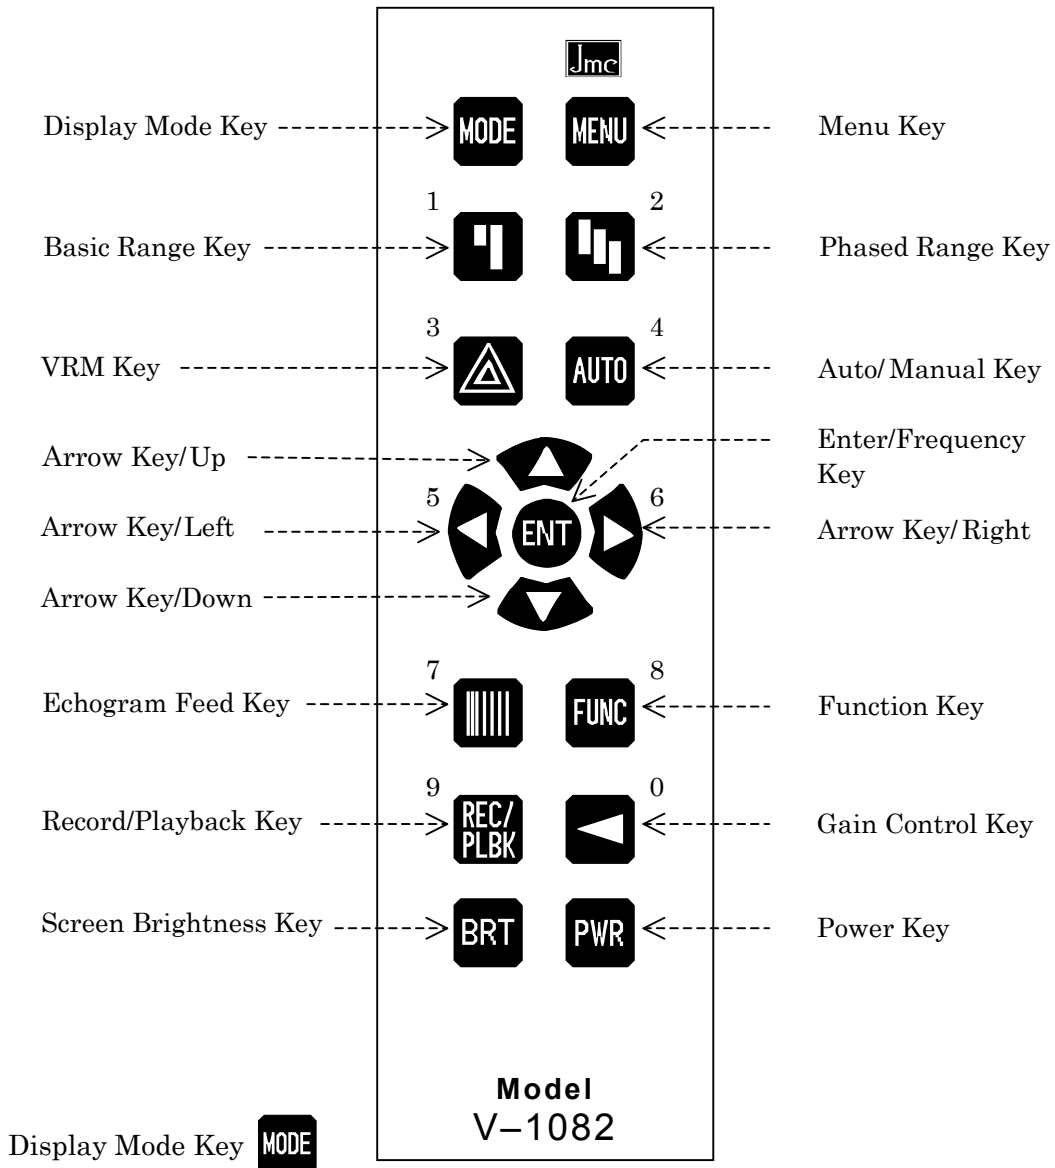 Jmc
Display Mode Key MODE MENU Menu Key
1 2
Basic Range Key Phased Range Key
3 4
VRM Key AUTO Auto/Manual Key
Arrow Key/Up Enter/Frequency
Key
5 6
Arrow Key/Left ENT Arrow Key/Right
Arrow Key/Down
7 8
Echogram Feed Key FUNC Function Key
9 0
Record/Playback Key REC/
PLBK Gain Control Key
Screen Brightness Key BRT PWR Power Key
Model
V–1082
Display Mode Key MODE